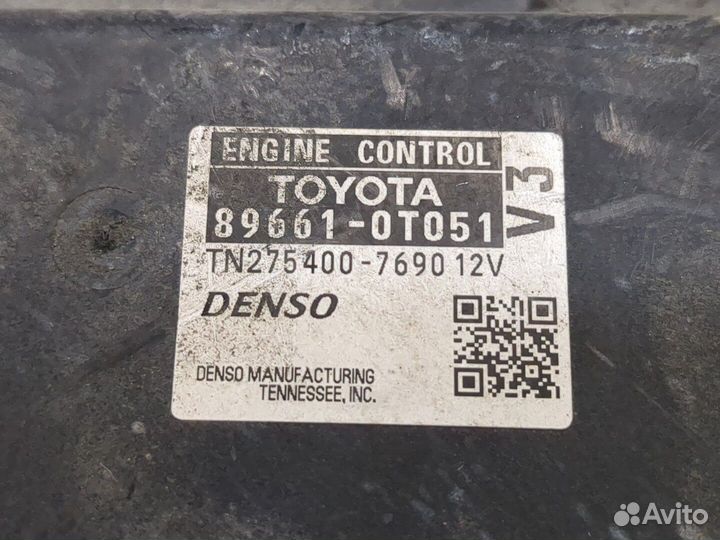 ENGINE CONTROL
TOYOTA
89661-0T051
V3
TN275400-7690 12V
DENSO
DENSO MANUFACTURING
TENNESSEE, INC.
Avito